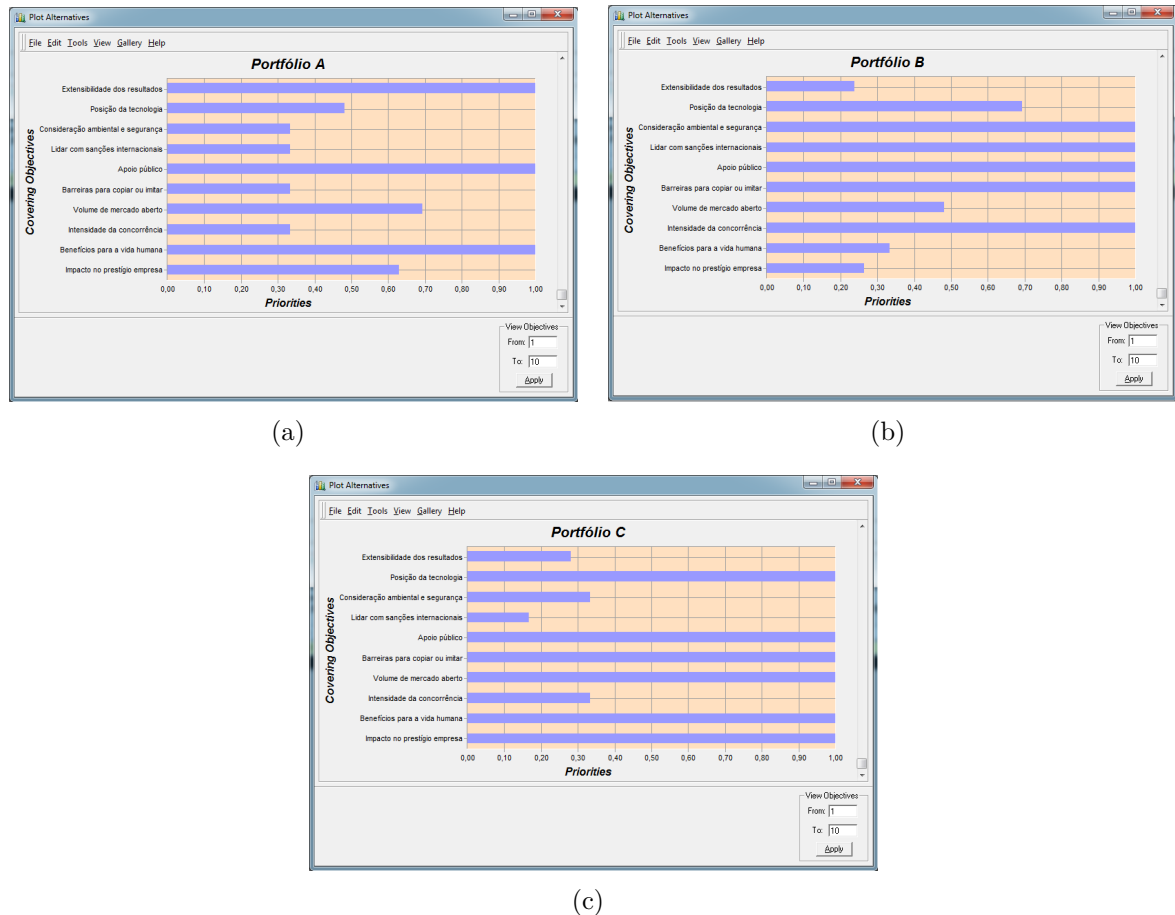 Plot Alternatives
File Edit Tools View Gallery Help
Portfólio A
Covering Objectives
Extensibilidade dos resultados
Posição da tecnologia
Consideração ambiental e segurança
Lidar com sanções internacionais
Apoio público
Barreiras para copiar ou imitar
Volume de mercado aberto
Intensidade da concorrência
Benefícios para a vida humana
Impacto no prestígio empresa
0,00 0,10 0,20 0,30 0,40 0,50 0,60 0,70 0,80 0,90 1,00
Priorities
View Objectives
From: 1
To: 10
Apply
(a)
Plot Alternatives
File Edit Tools View Gallery Help
Portfólio B
Covering Objectives
Extensibilidade dos resultados
Posição da tecnologia
Consideração ambiental e segurança
Lidar com sanções internacionais
Apoio público
Barreiras para copiar ou imitar
Volume de mercado aberto
Intensidade da concorrência
Benefícios para a vida humana
Impacto no prestígio empresa
0,00 0,10 0,20 0,30 0,40 0,50 0,60 0,70 0,80 0,90 1,00
Priorities
View Objectives
From: 1
To: 10
Apply
(b)
Plot Alternatives
File Edit Tools View Gallery Help
Portfólio C
Covering Objectives
Extensibilidade dos resultados
Posição da tecnologia
Consideração ambiental e segurança
Lidar com sanções internacionais
Apoio público
Barreiras para copiar ou imitar
Volume de mercado aberto
Intensidade da concorrência
Benefícios para a vida humana
Impacto no prestígio empresa
0,00 0,10 0,20 0,30 0,40 0,50 0,60 0,70 0,80 0,90 1,00
Priorities
View Objectives
From: 1
To: 10
Apply
(c)